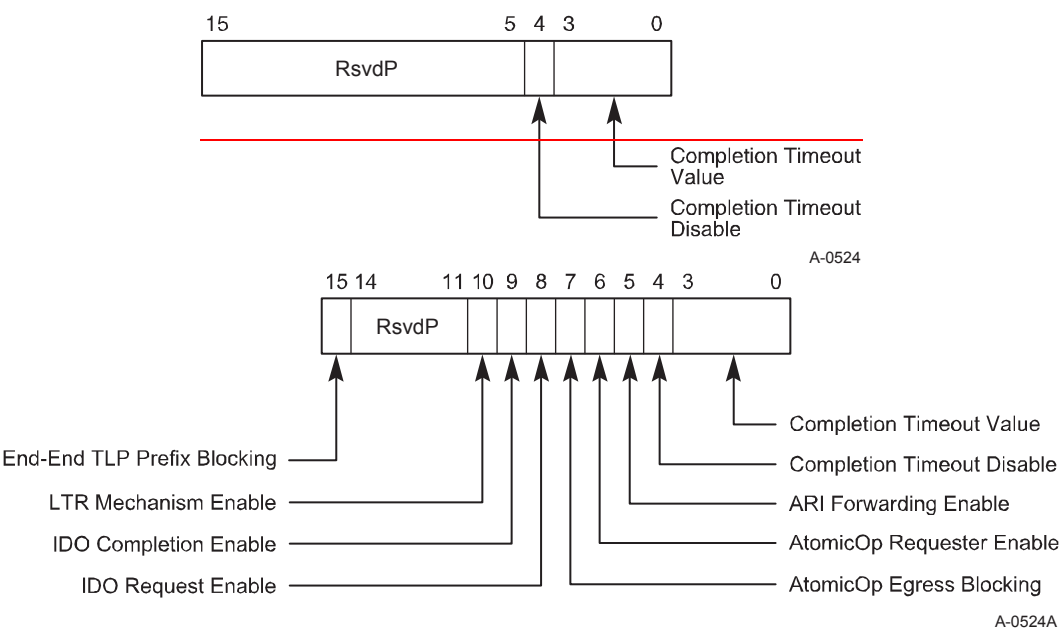 15 5 4 3 0
RsvdP
Completion Timeout
Value
Completion Timeout
Disable
A-0524
15 14 11 10 9 8 7 6 5 4 3 0
RsvdP
Completion Timeout Value
End-End TLP Prefix Blocking
Completion Timeout Disable
LTR Mechanism Enable
ARI Forwarding Enable
IDO Completion Enable
AtomicOp Requester Enable
IDO Request Enable
AtomicOp Egress Blocking
A-0524A